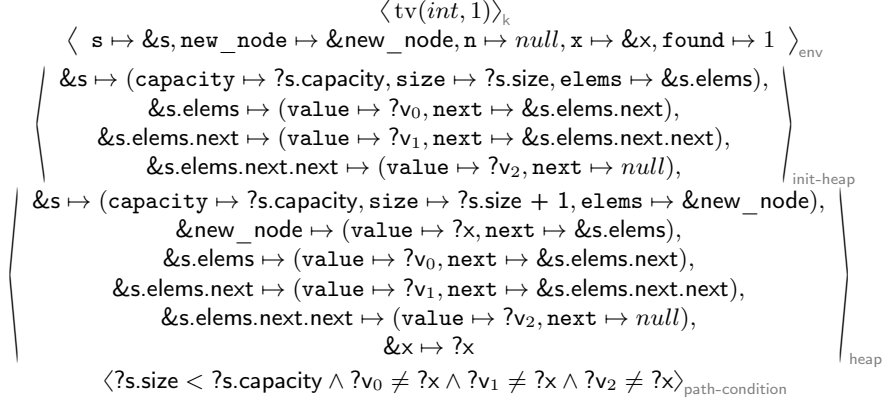 ⟨ tv(int, 1)⟩k
⟨ s ↦ &s, new_node ↦ &new_node, n ↦ null, x ↦ &x, found ↦ 1 ⟩env
&s ↦ (capacity ↦ ?s.capacity, size ↦ ?s.size, elems ↦ &s.elems),
&s.elems ↦ (value ↦ ?v₀, next ↦ &s.elems.next),
&s.elems.next ↦ (value ↦ ?v₁, next ↦ &s.elems.next.next),
&s.elems.next.next ↦ (value ↦ ?v₂, next ↦ null),
init-heap
&s ↦ (capacity ↦ ?s.capacity, size ↦ ?s.size + 1, elems ↦ &new_node),
&new_node ↦ (value ↦ ?x, next ↦ &s.elems),
&s.elems ↦ (value ↦ ?v₀, next ↦ &s.elems.next),
&s.elems.next ↦ (value ↦ ?v₁, next ↦ &s.elems.next.next),
&s.elems.next.next ↦ (value ↦ ?v₂, next ↦ null),
&x ↦ ?x
heap
⟨?s.size < ?s.capacity ∧ ?v₀ ≠ ?x ∧ ?v₁ ≠ ?x ∧ ?v₂ ≠ ?x⟩path-condition